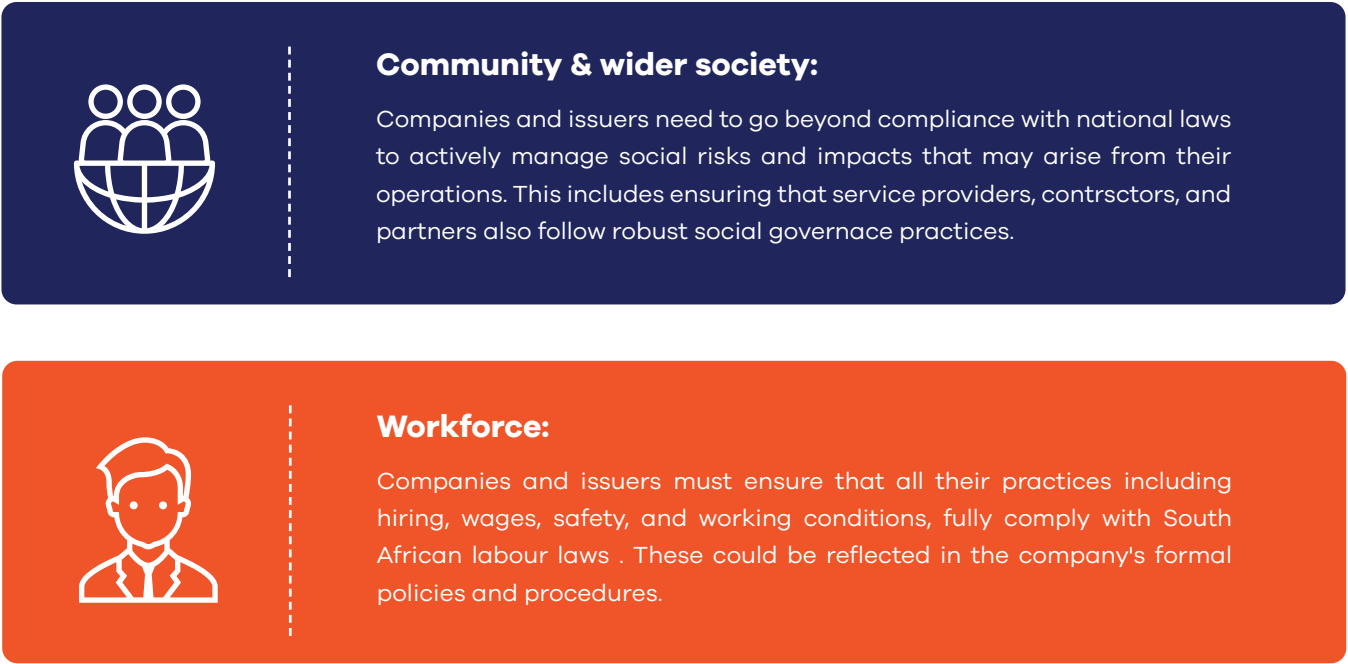 Community & wider society:
Companies and issuers need to go beyond compliance with national laws
to actively manage social risks and impacts that may arise from their
operations. This includes ensuring that service providers, contrsctors, and
partners also follow robust social governace practices.
Workforce:
Companies and issuers must ensure that all their practices including
hiring, wages, safety, and working conditions, fully comply with South
African labour laws . These could be reflected in the company's formal
policies and procedures.